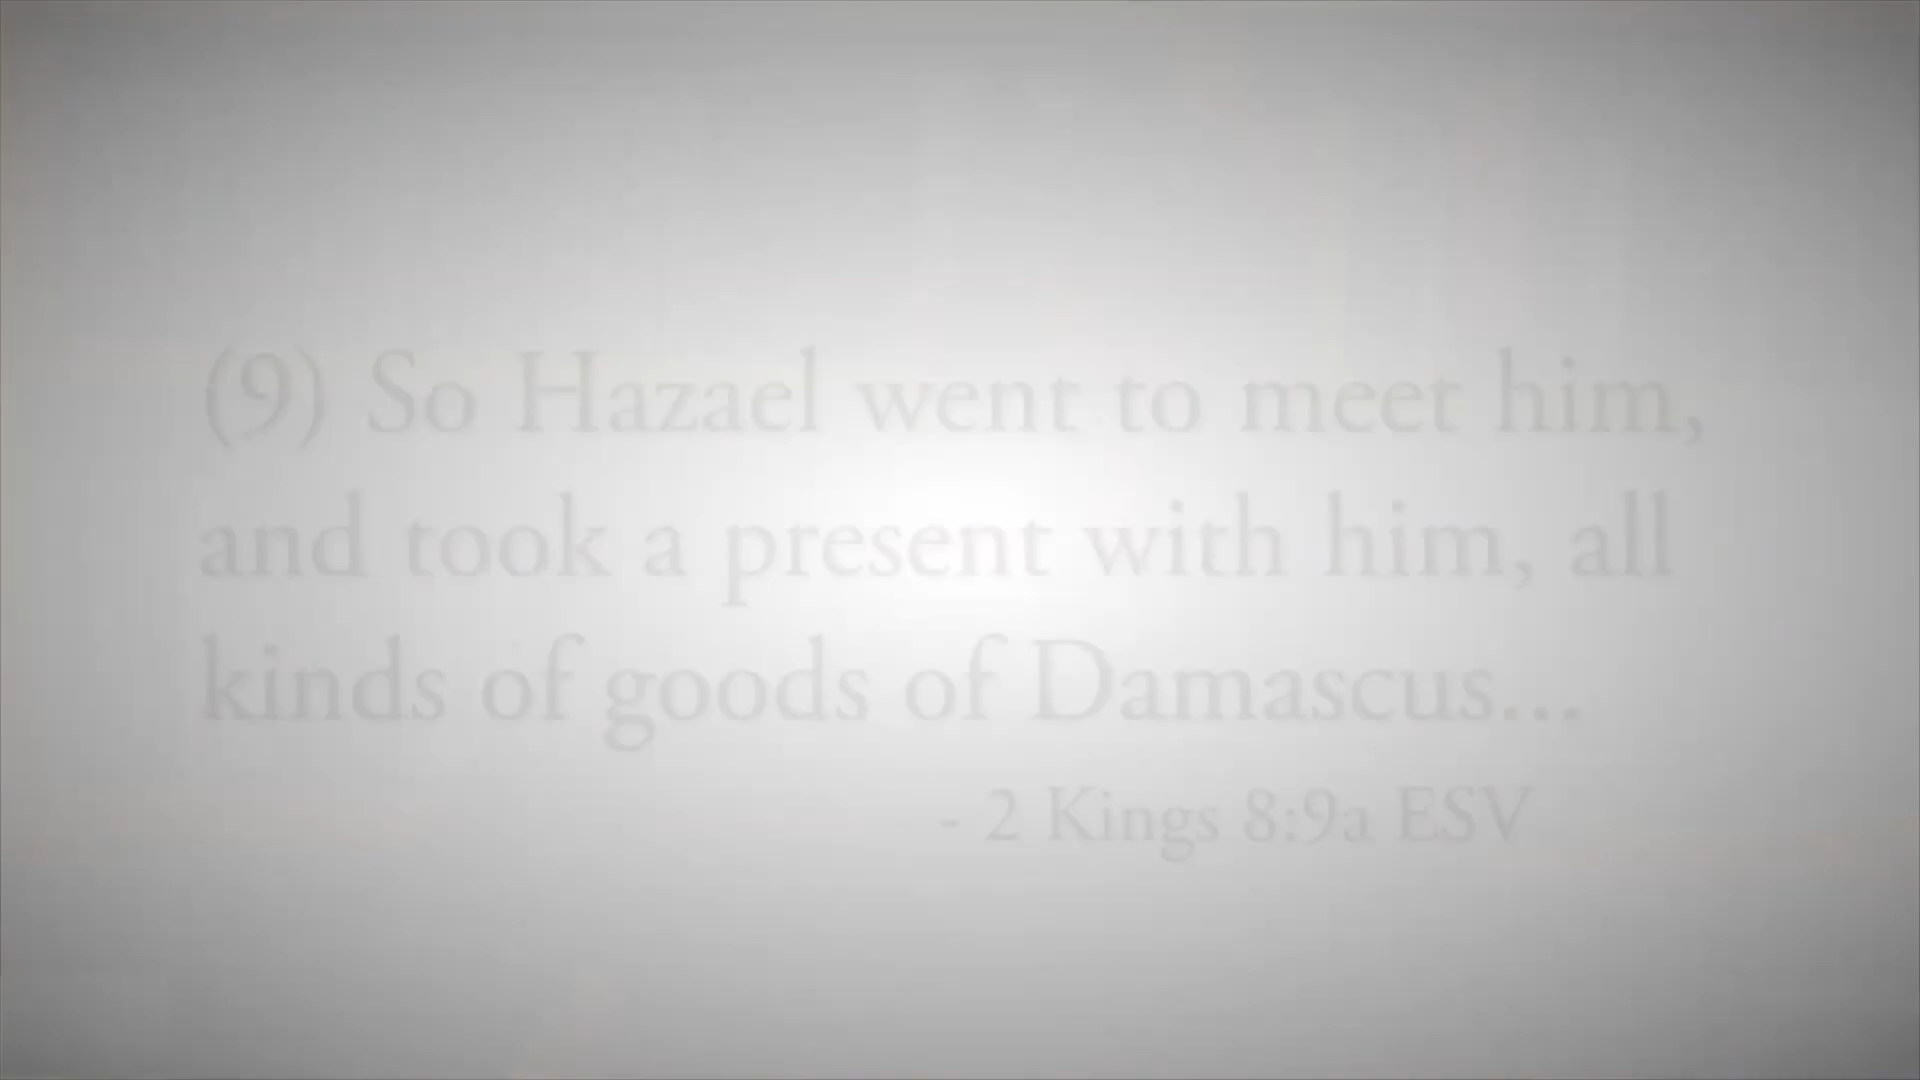 (9) So Hazael went to meet him,
and took a present with him, all
kinds of goods of Damascus...
- 2 Kings 8:9a ESV